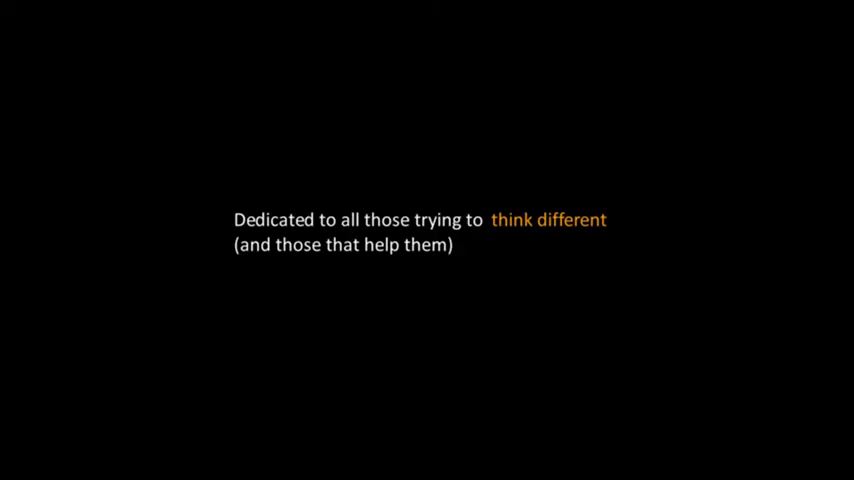 Dedicated to all those trying to think different
(and those that help them)